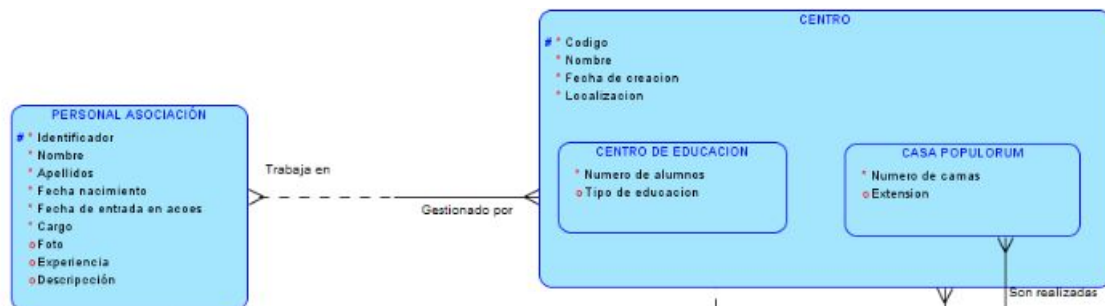 CENTRO
# * Codigo
* Nombre
* Fecha de creacion
* Localizacion
PERSONAL ASOCIACIÓN
# * Identificador
* Nombre
* Apellidos
* Fecha nacimiento
* Fecha de entrada en acoes
* Cargo
o Foto
o Experiencia
o Descripcción
Trabaja en
Gestionado por
CENTRO DE EDUCACION
* Numero de alumnos
o Tipo de educacion
CASA POPULORUM
* Numero de camas
o Extension
Son realizadas